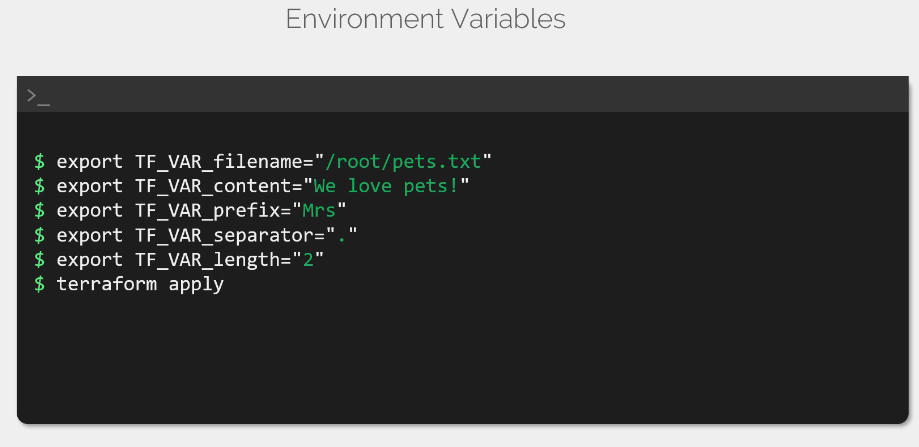 Environment Variables
>_
$ export TF_VAR_filename="/root/pets.txt"
$ export TF_VAR_content="We love pets!"
$ export TF_VAR_prefix="Mrs"
$ export TF_VAR_separator="."
$ export TF_VAR_length="2"
$ terraform apply